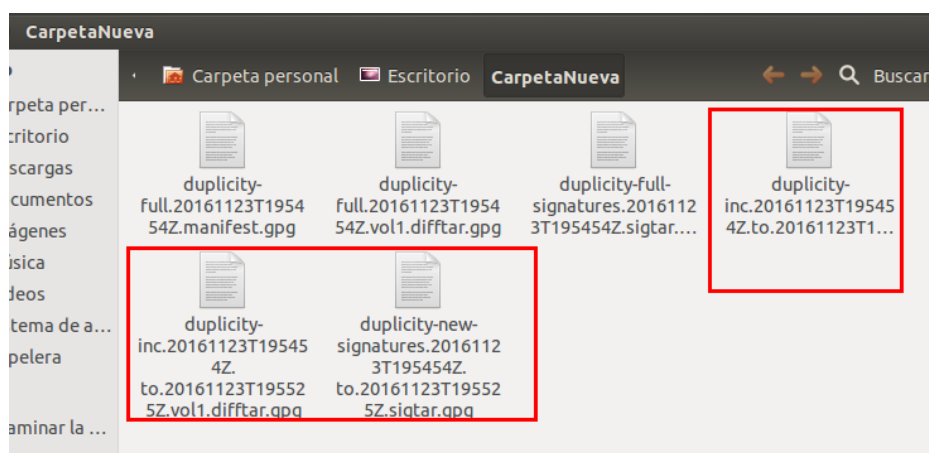 CarpetaNueva
Carpeta personal Escritorio CarpetaNueva Buscar
rpeta per...
critorio
scargas
cumentos
ágenes
úsica
deos
tema de a...
pelera
aminar la ...
duplicity-
full.20161123T1954
54Z.manifest.gpg
duplicity-
full.20161123T1954
54Z.vol1.difftar.gpg
duplicity-full-
signatures.2016112
3T195454Z.sigtar....
duplicity-
inc.20161123T19545
4Z.to.20161123T1...
duplicity-
inc.20161123T19545
4Z.
to.20161123T19552
5Z.vol1.difftar.gpg
duplicity-new-
signatures.2016112
3T195454Z.
to.20161123T19552
5Z.sigtar.gpg